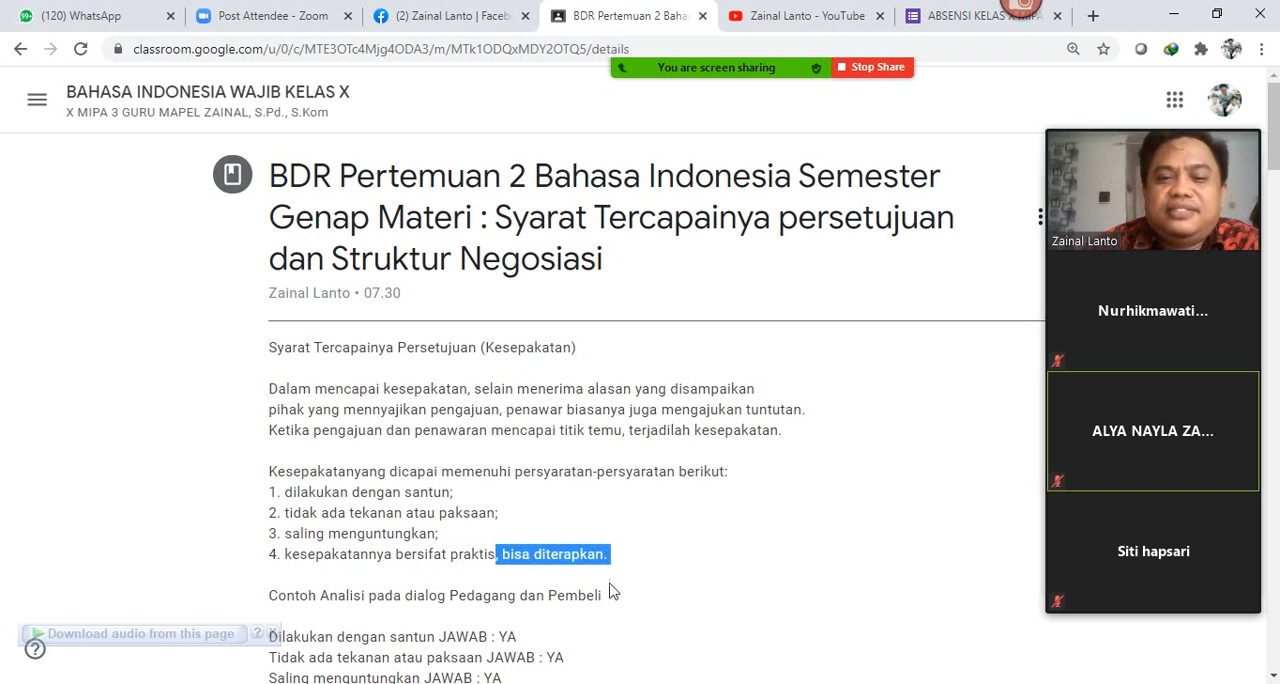 (120) WhatsApp
Post Attendee - Zoom
(2) Zainal Lanto | Faceb
BDR Pertemuan 2 Baha
Zainal Lanto - YouTube
ABSENSI KELAS X MIPA
classroom.google.com/u/0/c/MTE3OTc4Mjg4ODA3/m/MTk1ODQxMDY2OTQ5/details
You are screen sharing
Stop Share
BAHASA INDONESIA WAJIB KELAS X
X MIPA 3 GURU MAPEL ZAINAL, S.Pd., S.Kom
BDR Pertemuan 2 Bahasa Indonesia Semester
Genap Materi : Syarat Tercapainya persetujuan
dan Struktur Negosiasi
Zainal Lanto • 07.30
Syarat Tercapainya Persetujuan (Kesepakatan)
Dalam mencapai kesepakatan, selain menerima alasan yang disampaikan
pihak yang mennyajikan pengajuan, penawar biasanya juga mengajukan tuntutan.
Ketika pengajuan dan penawaran mencapai titik temu, terjadilah kesepakatan.
Kesepakatanyang dicapai memenuhi persyaratan-persyaratan berikut:
1. dilakukan dengan santun;
2. tidak ada tekanan atau paksaan;
3. saling menguntungkan;
4. kesepakatannya bersifat praktis, bisa diterapkan.
Contoh Analisi pada dialog Pedagang dan Pembeli
Dilakukan dengan santun JAWAB : YA
Tidak ada tekanan atau paksaan JAWAB : YA
Saling menguntungkan JAWAB : YA
Download audio from this page
? X
?
Zainal Lanto
Nurhikmawati...
ALYA NAYLA ZA...
Siti hapsari